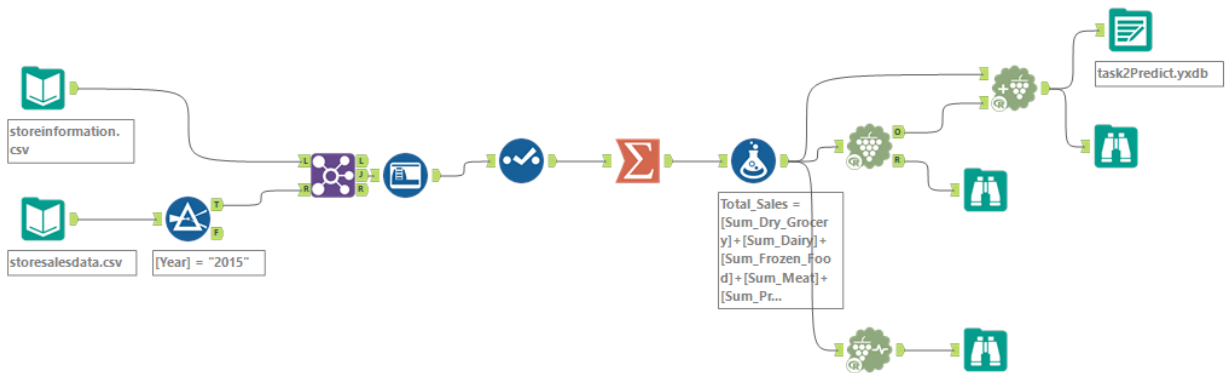 task2Predict.yxdb
storeinformation.
csv
L
R
L
J
R
O
R
T
F
storesalesdata.csv
[Year] = "2015"
Total_Sales =
[Sum_Dry_Grocer
y]+[Sum_Dairy]+
[Sum_Frozen_Foo
d]+[Sum_Meat]+
[Sum_Pr...
R
R
R